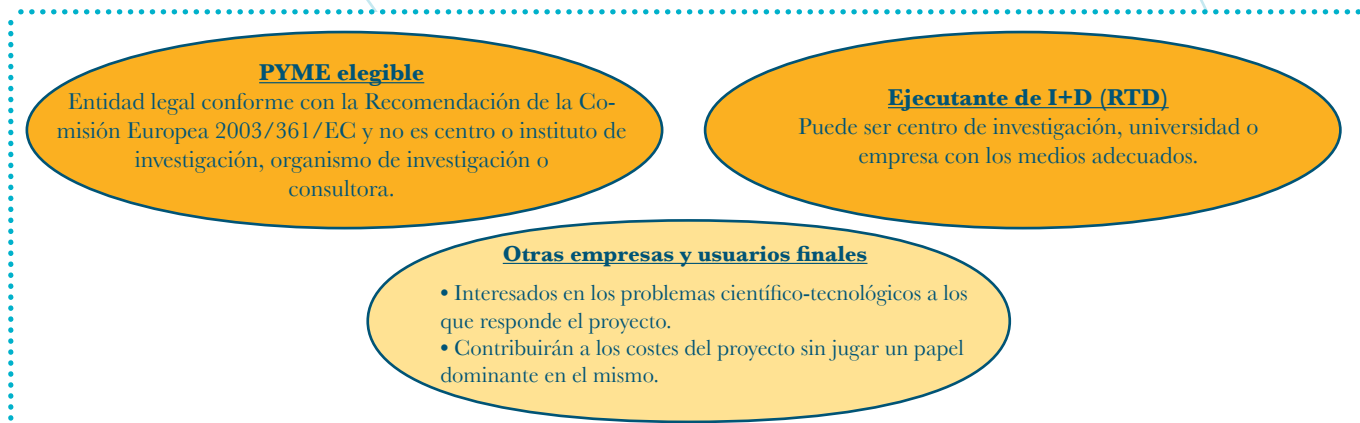 PYME elegible
Entidad legal conforme con la Recomendación de la Co-
misión Europea 2003/361/EC y no es centro o instituto de
investigación, organismo de investigación o
consultora.
Ejecutante de I+D (RTD)
Puede ser centro de investigación, universidad o
empresa con los medios adecuados.
Otras empresas y usuarios finales
• Interesados en los problemas científico-tecnológicos a los
que responde el proyecto.
• Contribuirán a los costes del proyecto sin jugar un papel
dominante en el mismo.